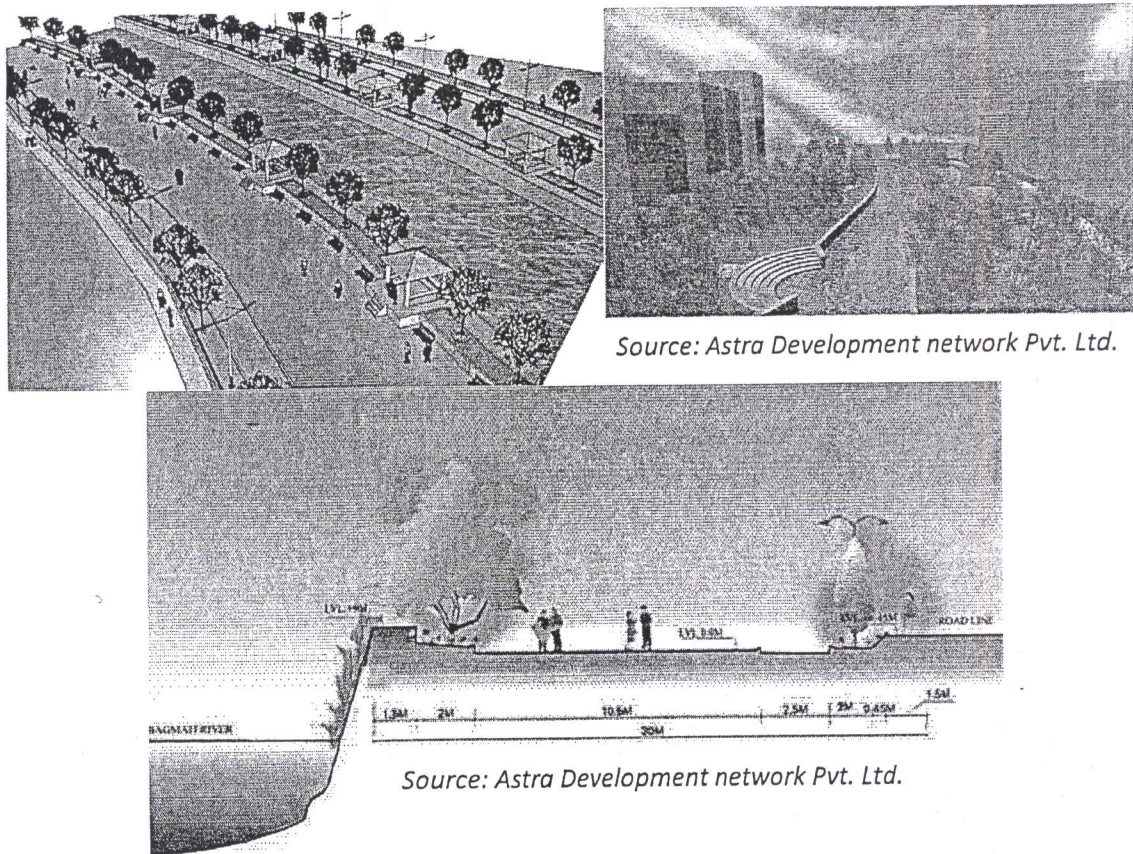 Source: Astra Development network Pvt. Ltd.
ROAD LINE
1.5M
2M
10.5M
2.5M
2M
0.45M
1.5M
20M
BAGMATI RIVER
Source: Astra Development network Pvt. Ltd.